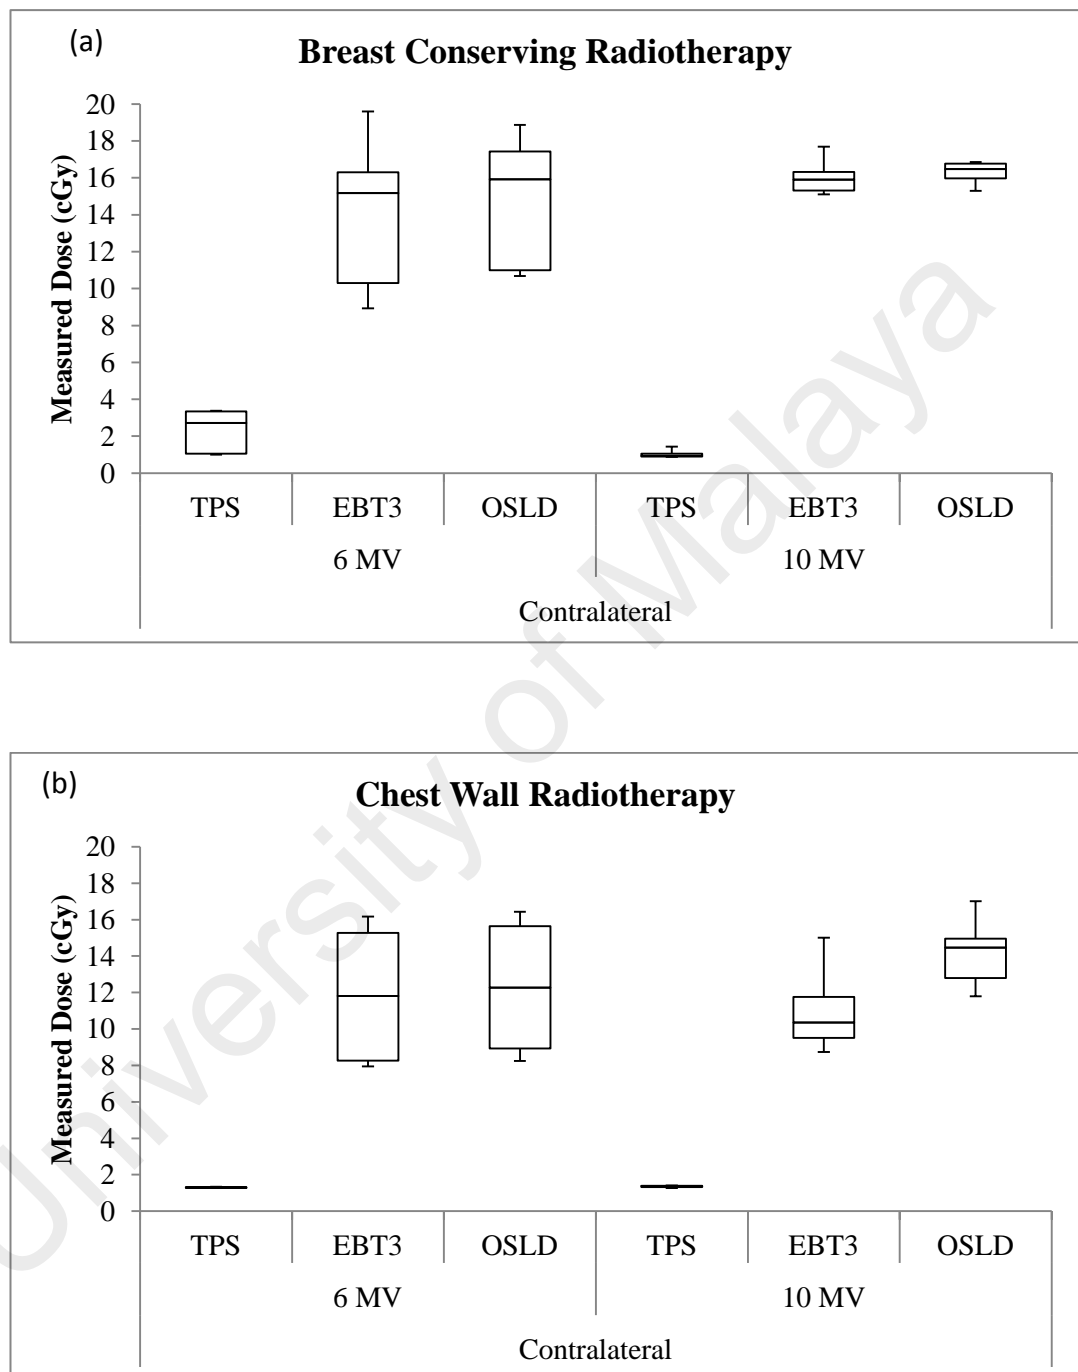 (a)
Breast Conserving Radiotherapy
Measured Dose (cGy)
20
18
16
14
12
10
8
6
4
2
0
TPS EBT3 OSLD TPS EBT3 OSLD
6 MV 10 MV
Contralateral
(b)
Chest Wall Radiotherapy
Measured Dose (cGy)
20
18
16
14
12
10
8
6
4
2
0
TPS EBT3 OSLD TPS EBT3 OSLD
6 MV 10 MV
Contralateral
University of Malaya